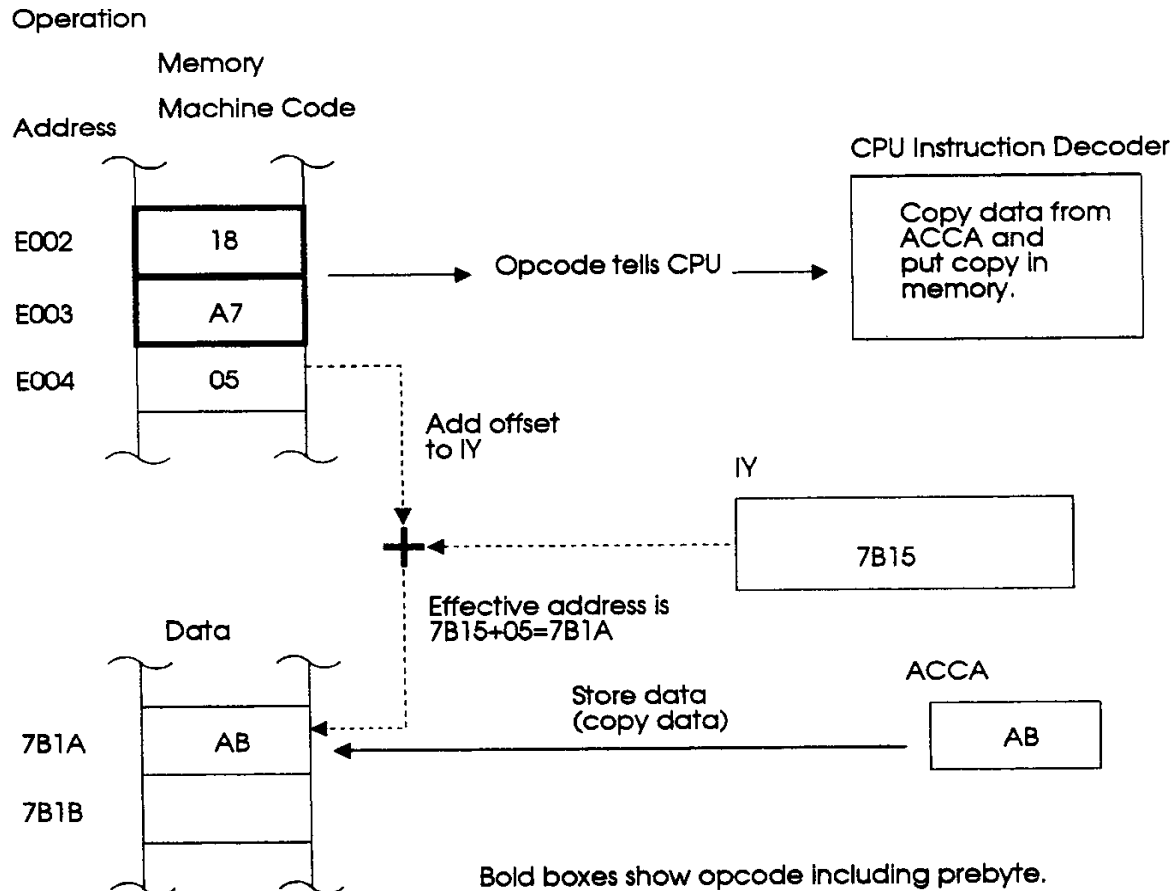 Operation
Memory
Machine Code
Address
CPU Instruction Decoder
E002
18
Opcode tells CPU
Copy data from
ACCA and
put copy in
memory.
E003
A7
E004
05
Add offset
to IY
IY
7B15
Effective address is
7B15+05=7B1A
Data
ACCA
Store data
(copy data)
7B1A
AB
AB
7B1B
Bold boxes show opcode including prebyte.